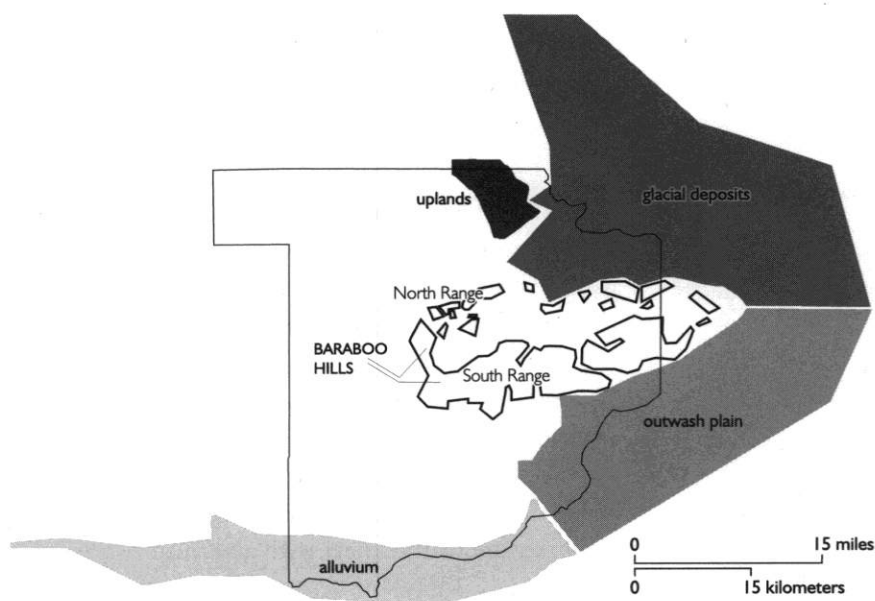 uplands
glacial deposits
North Range
BARABOO
HILLS
South Range
outwash plain
alluvium
0 15 miles
0 15 kilometers